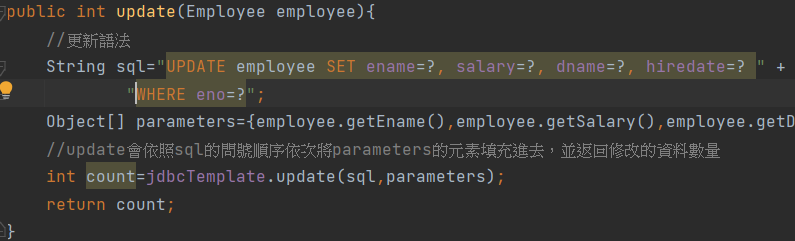 public int update(Employee employee){
//更新語法
String sql="UPDATE employee SET ename=?, salary=?, dname=?, hiredate=? " +
"WHERE eno=?";
Object[] parameters={employee.getEname(),employee.getSalary(),employee.getD
//update會依照sql的問號順序依次將parameters的元素填充進去，並返回修改的資料數量
int count=jdbcTemplate.update(sql,parameters);
return count;
}